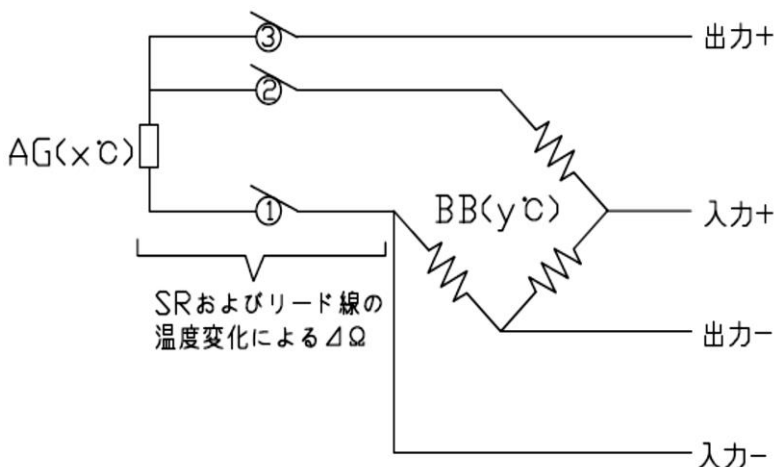 ③
出力+
②
AG(x℃)
BB(y℃)
入力+
①
SRおよびリード線の
温度変化によるΔΩ
出力-
入力-